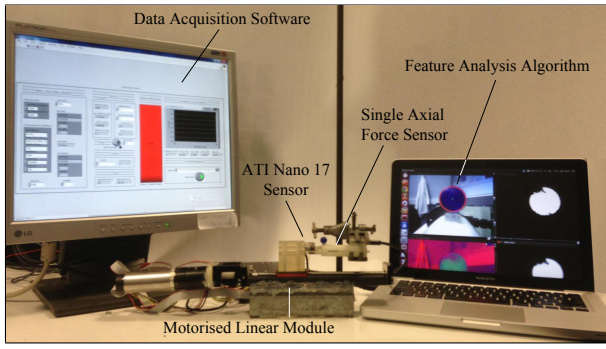 Data Acquisition Software
Feature Analysis Algorithm
Single Axial
Force Sensor
ATI Nano 17
Sensor
LG
Motorised Linear Module